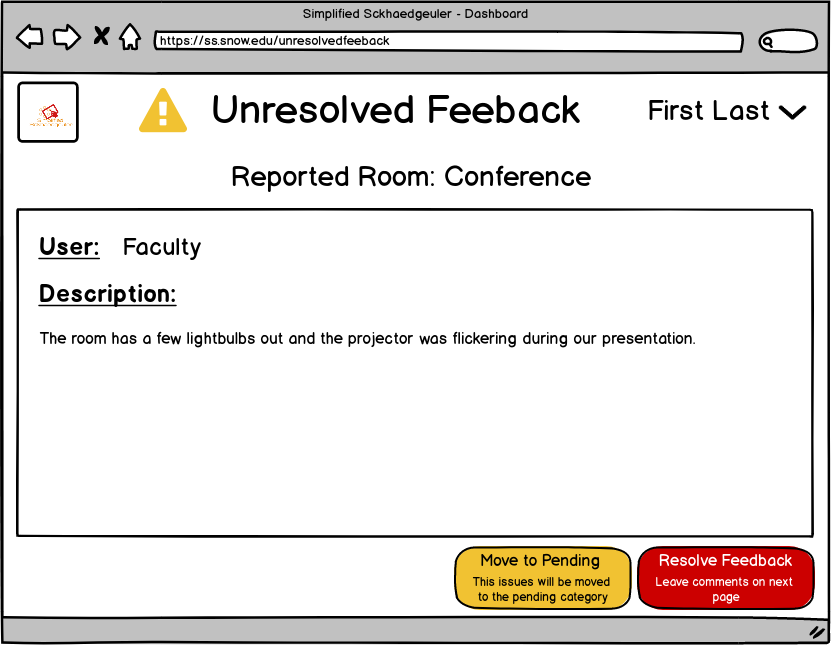 Simplified Sckhaedgeuler - Dashboard
https://ss.snow.edu/unresolvedfeeback
Unresolved Feeback
First Last
Reported Room: Conference
User: Faculty
Description:
The room has a few lightbulbs out and the projector was flickering during our presentation.
Move to Pending
This issues will be moved
to the pending category
Resolve Feedback
Leave comments on next
page